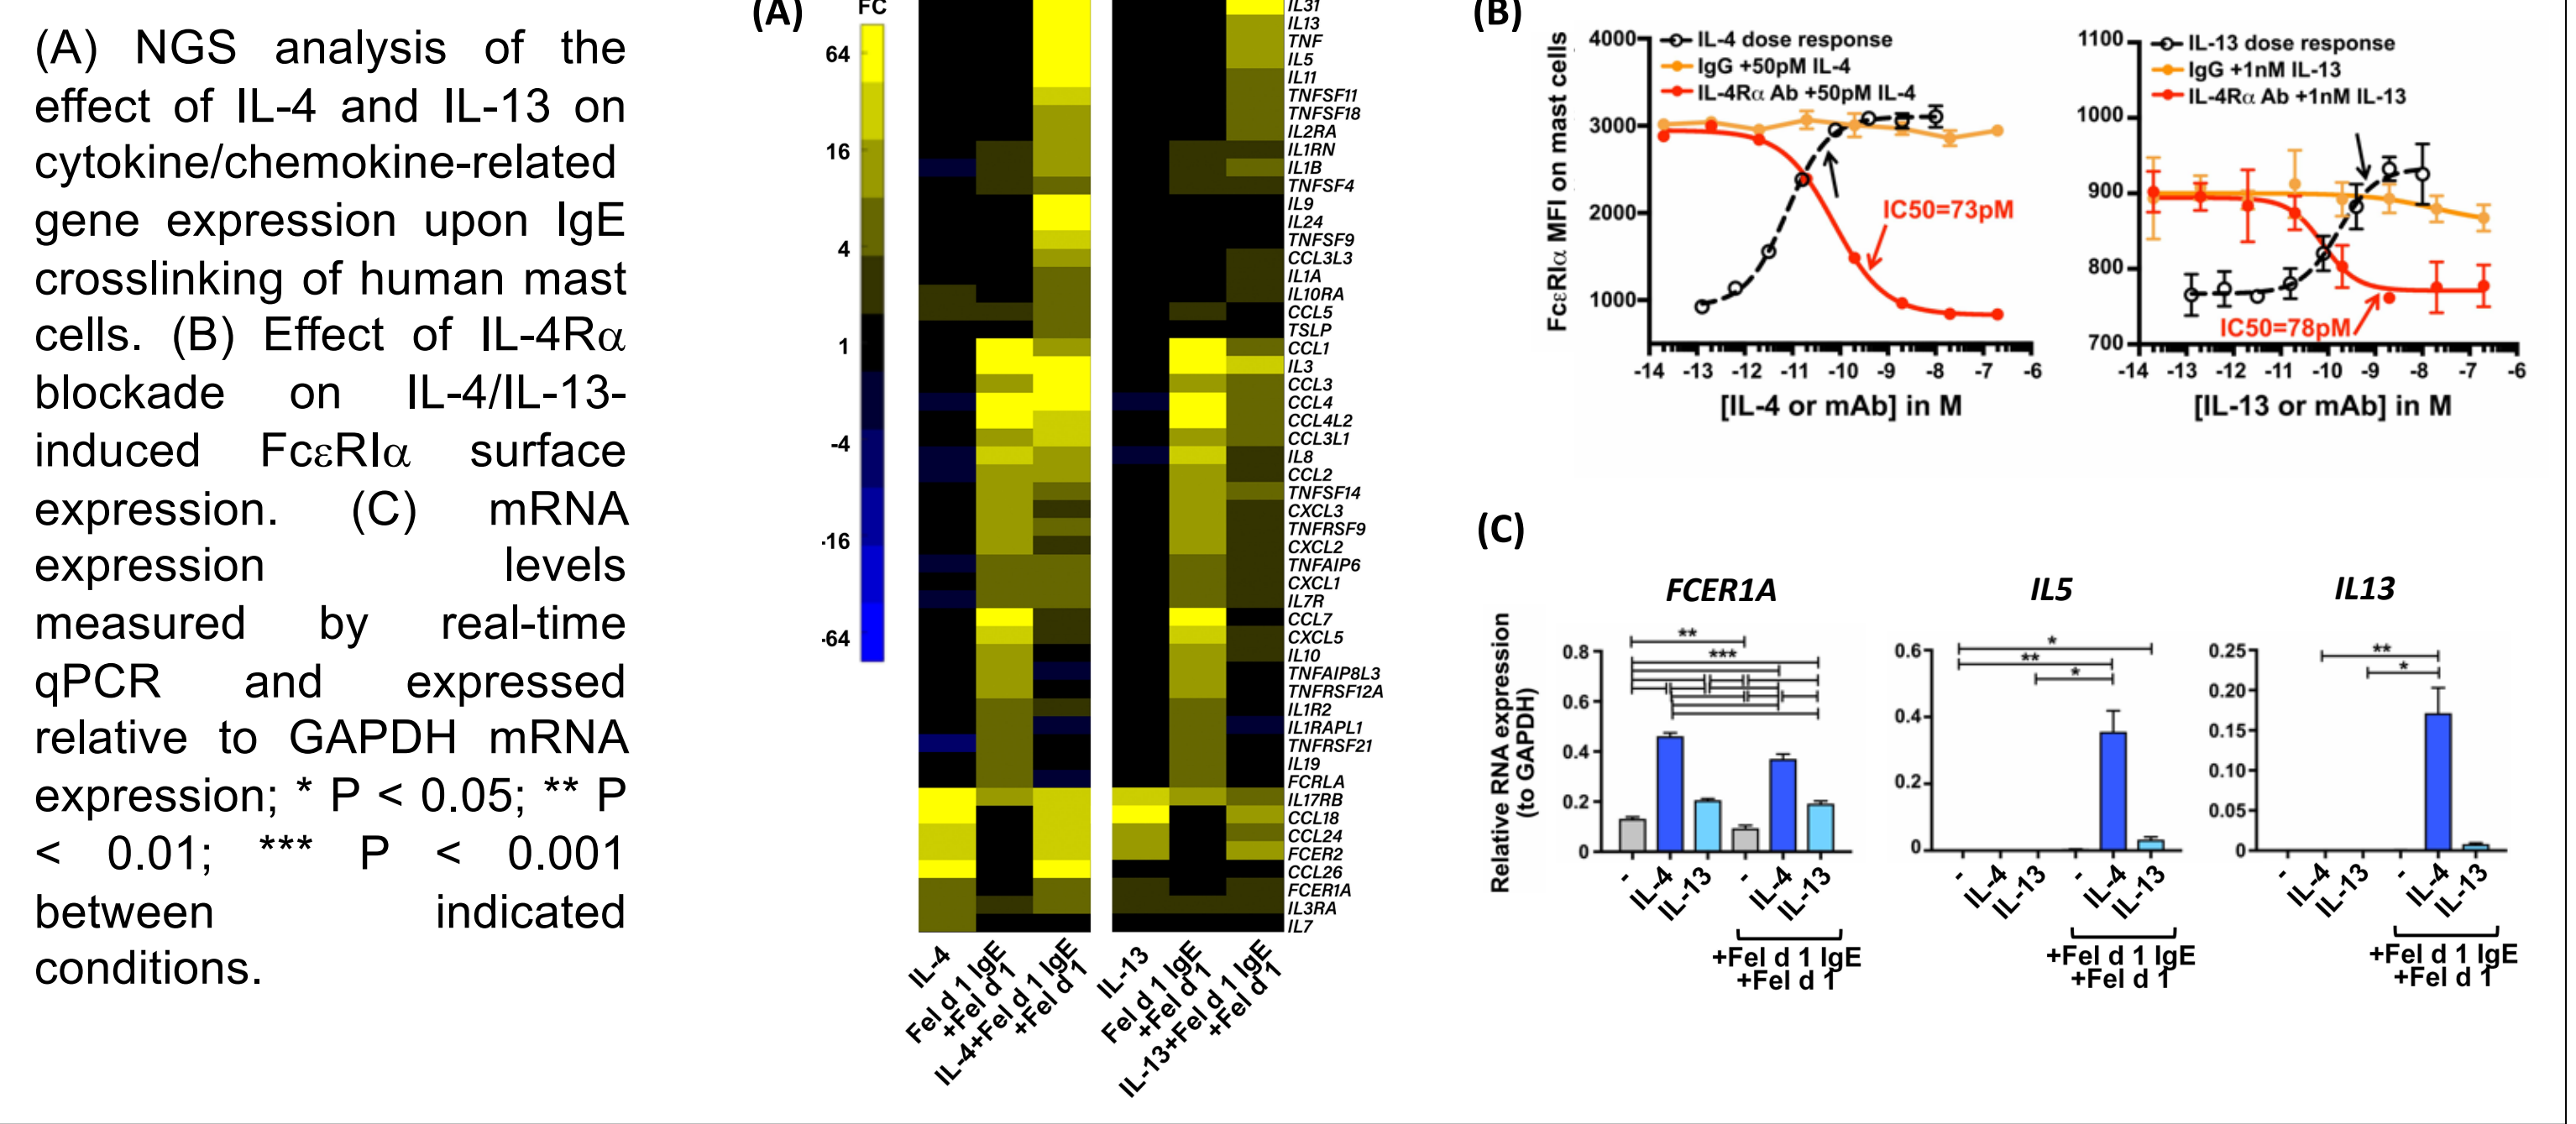 (A) NGS analysis of the
effect of IL-4 and IL-13 on
cytokine/chemokine-related
gene expression upon IgE
crosslinking of human mast
cells. (B) Effect of IL-4Rα
blockade on IL-4/IL-13-
induced FcεRIα surface
expression. (C) mRNA
expression levels
measured by real-time
qPCR and expressed
relative to GAPDH mRNA
expression; * P < 0.05; ** P
< 0.01; *** P < 0.001
between indicated
conditions.
(A)
FC
64
16
4
1
-4
-16
-64
IL31
IL13
TNF
IL5
IL11
TNFSF11
TNFSF18
IL2RA
IL1RN
IL1B
TNFSF4
IL9
IL24
TNFSF9
CCL3L3
IL1A
IL10RA
CCL5
TSLP
CCL1
IL3
CCL3
CCL4
CCL4L2
CCL3L1
IL8
CCL2
TNFSF14
CXCL3
TNFRSF9
CXCL2
TNFAIP6
CXCL1
IL7R
CCL7
CXCL5
IL10
TNFAIP8L3
TNFRSF12A
IL1R2
IL1RAPL1
TNFRSF21
IL19
FCRLA
IL17RB
CCL18
CCL24
FCER2
CCL26
FCER1A
IL3RA
IL7
IL-4
Fel d 1 IgE
+Fel d 1
IL-4+Fel d 1 IgE
+Fel d 1
IL-13
Fel d 1 IgE
+Fel d 1
IL-13+Fel d 1 IgE
+Fel d 1
(B)
FcεRIα MFI on mast cells
4000
3000
2000
1000
IL-4 dose response
IgG +50pM IL-4
IL-4Rα Ab +50pM IL-4
IC50=73pM
-14 -13 -12 -11 -10 -9 -8 -7 -6
[IL-4 or mAb] in M
1100
1000
900
800
700
IL-13 dose response
IgG +1nM IL-13
IL-4Rα Ab +1nM IL-13
IC50=78pM
-14 -13 -12 -11 -10 -9 -8 -7 -6
[IL-13 or mAb] in M
(C)
Relative RNA expression
(to GAPDH)
FCER1A
**
***
0.8
0.6
0.4
0.2
0
- IL-4 IL-13 - IL-4 IL-13
+Fel d 1 IgE
+Fel d 1
IL5
*
**
*
0.6
0.4
0.2
0
- IL-4 IL-13 - IL-4 IL-13
+Fel d 1 IgE
+Fel d 1
IL13
**
*
0.25
0.20
0.15
0.10
0.05
0
- IL-4 IL-13 - IL-4 IL-13
+Fel d 1 IgE
+Fel d 1